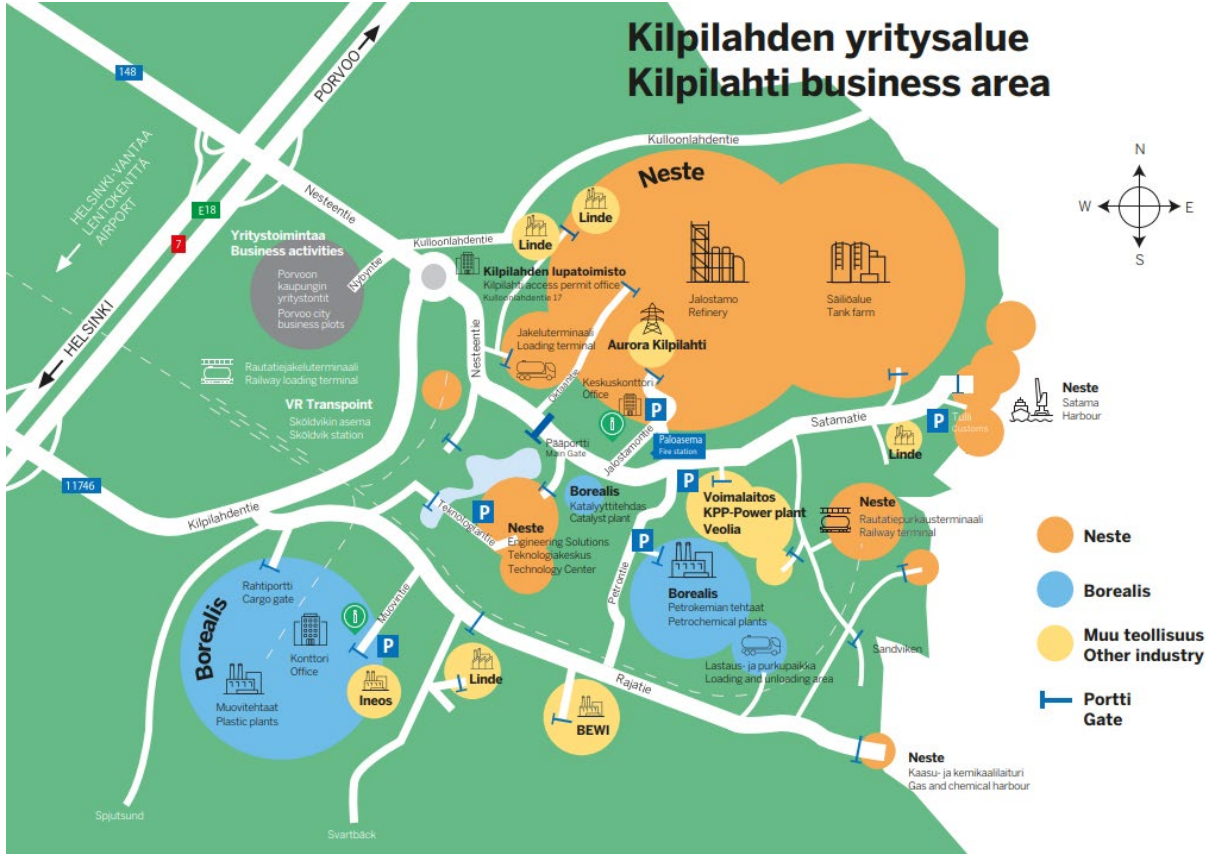 Kilpilahden yritysalue
Kilpilahti business area
148
PORVOO
HELSINKI-VANTAA
LENTOKENTTÄ
AIRPORT
E18
7
HELSINKI
Nesteentie
Kulloonlahdentie
Kulloonlahdentie
N
W
E
S
Yritystoimintaa
Business activities
Porvoon
kaupungin
yritystontit
Porvoo city
business plots
Nybyntie
Neste
Linde
Linde
Kilpilahden lupatoimisto
Kilpilahti access permit office
Kulloonlahdentie 17
Jalostamo
Refinery
Säiliöalue
Tank farm
Nesteentie
Jakeluterminaali
Loading terminal
Aurora Kilpilahti
Oktaanitie
Keskuskonttori
Office
P
Rautatiejakeluterminaali
Railway loading terminal
VR Transpoint
Sköldvikin asema
Sköldvik station
Pääportti
Main Gate
Jalostamontie
Paloasema
Fire station
Satamatie
P
Tulli
Customs
Neste
Satama
Harbour
Linde
11746
Kilpilahdentie
Teknologiantie
P
Neste
Engineering Solutions
Teknologiakeskus
Technology Center
Borealis
Katalyyttitehdas
Catalyst plant
P
Voimalaitos
KPP-Power plant
Veolia
Neste
Rautatiepurkausterminaali
Railway terminal
P
Petrontie
Borealis
Petrokemian tehtaat
Petrochemical plants
Lastaus- ja purkupaikka
Loading and unloading area
Sandviken
Borealis
Rahtiportti
Cargo gate
Konttori
Office
Muovitehtaat
Plastic plants
Muovintie
P
Ineos
Linde
BEWI
Rajatie
Neste
Kaasu- ja kemikaalilaituri
Gas and chemical harbour
Spjutsund
Svartbäck
Neste
Borealis
Muu teollisuus
Other industry
Portti
Gate